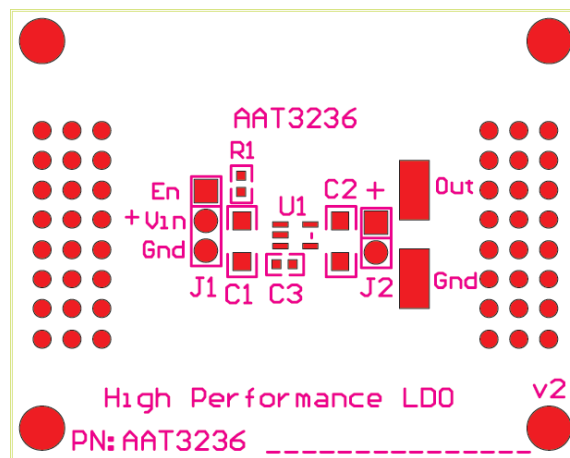 AAT3236
R1
En
C2 +
Out
U1
+ Vin
Gnd
Gnd
J1
C1
C3
J2
High Performance LDO
v2
PN: AAT3236 ______________